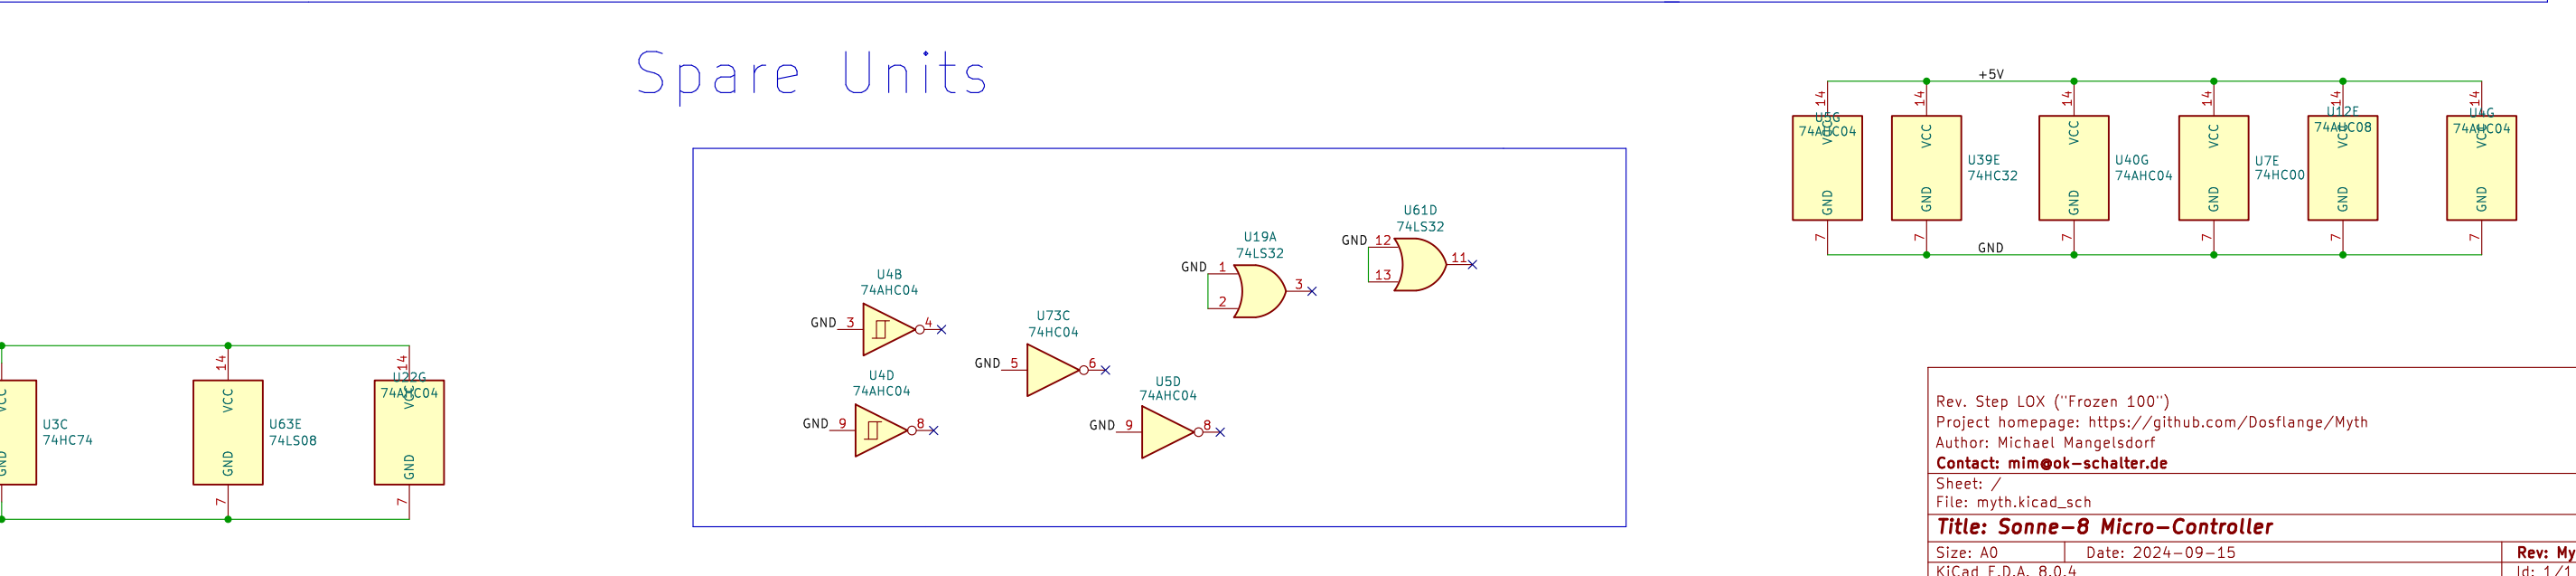 Spare Units
+5V
14
14
14
14
14
14
U5G
74AHC04
VCC
GND
7
VCC
GND
7
U39E
74HC32
VCC
GND
7
U40G
74AHC04
VCC
GND
7
U7E
74HC00
U12E
74AHC08
VCC
GND
7
U4G
74AHC04
VCC
GND
7
GND
U61D
74LS32
GND
12
13
11
U19A
74LS32
GND
1
2
3
U4B
74AHC04
GND
3
4
U73C
74HC04
GND
5
6
U4D
74AHC04
GND
9
8
U5D
74AHC04
GND
9
8
VCC
GND
U3C
74HC74
14
VCC
GND
7
U63E
74LS08
14
U22G
74AHC04
VCC
GND
7
Rev. Step LOX ("Frozen 100")
Project homepage: https://github.com/Dosflange/Myth
Author: Michael Mangelsdorf
Contact: mim@ok-schalter.de
Sheet: /
File: myth.kicad_sch
Title: Sonne-8 Micro-Controller
Size: A0
Date: 2024-09-15
Rev: My
KiCad E.D.A. 8.0.4
Id: 1/1